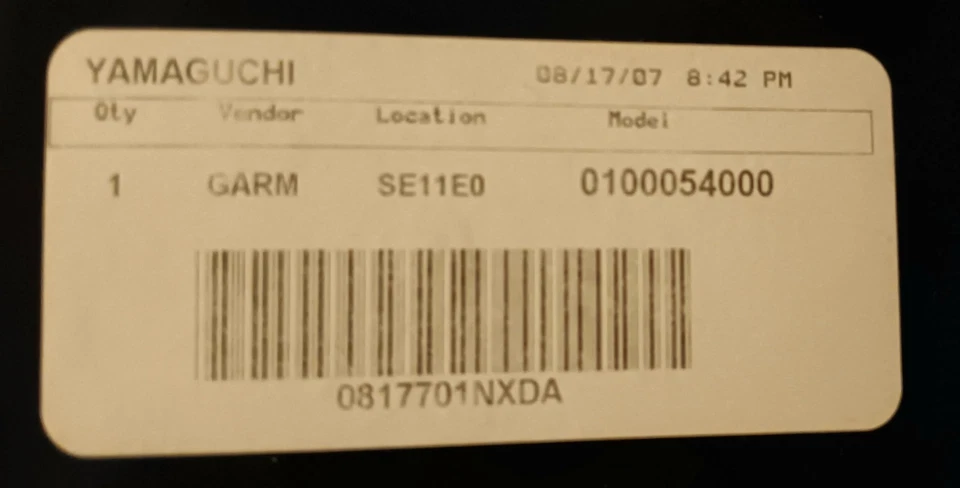 YAMAGUCHI 08/17/07 8:42 PM
Qty Vendor Location Model
1 GARM SE11E0 0100054000
0817701NXDA